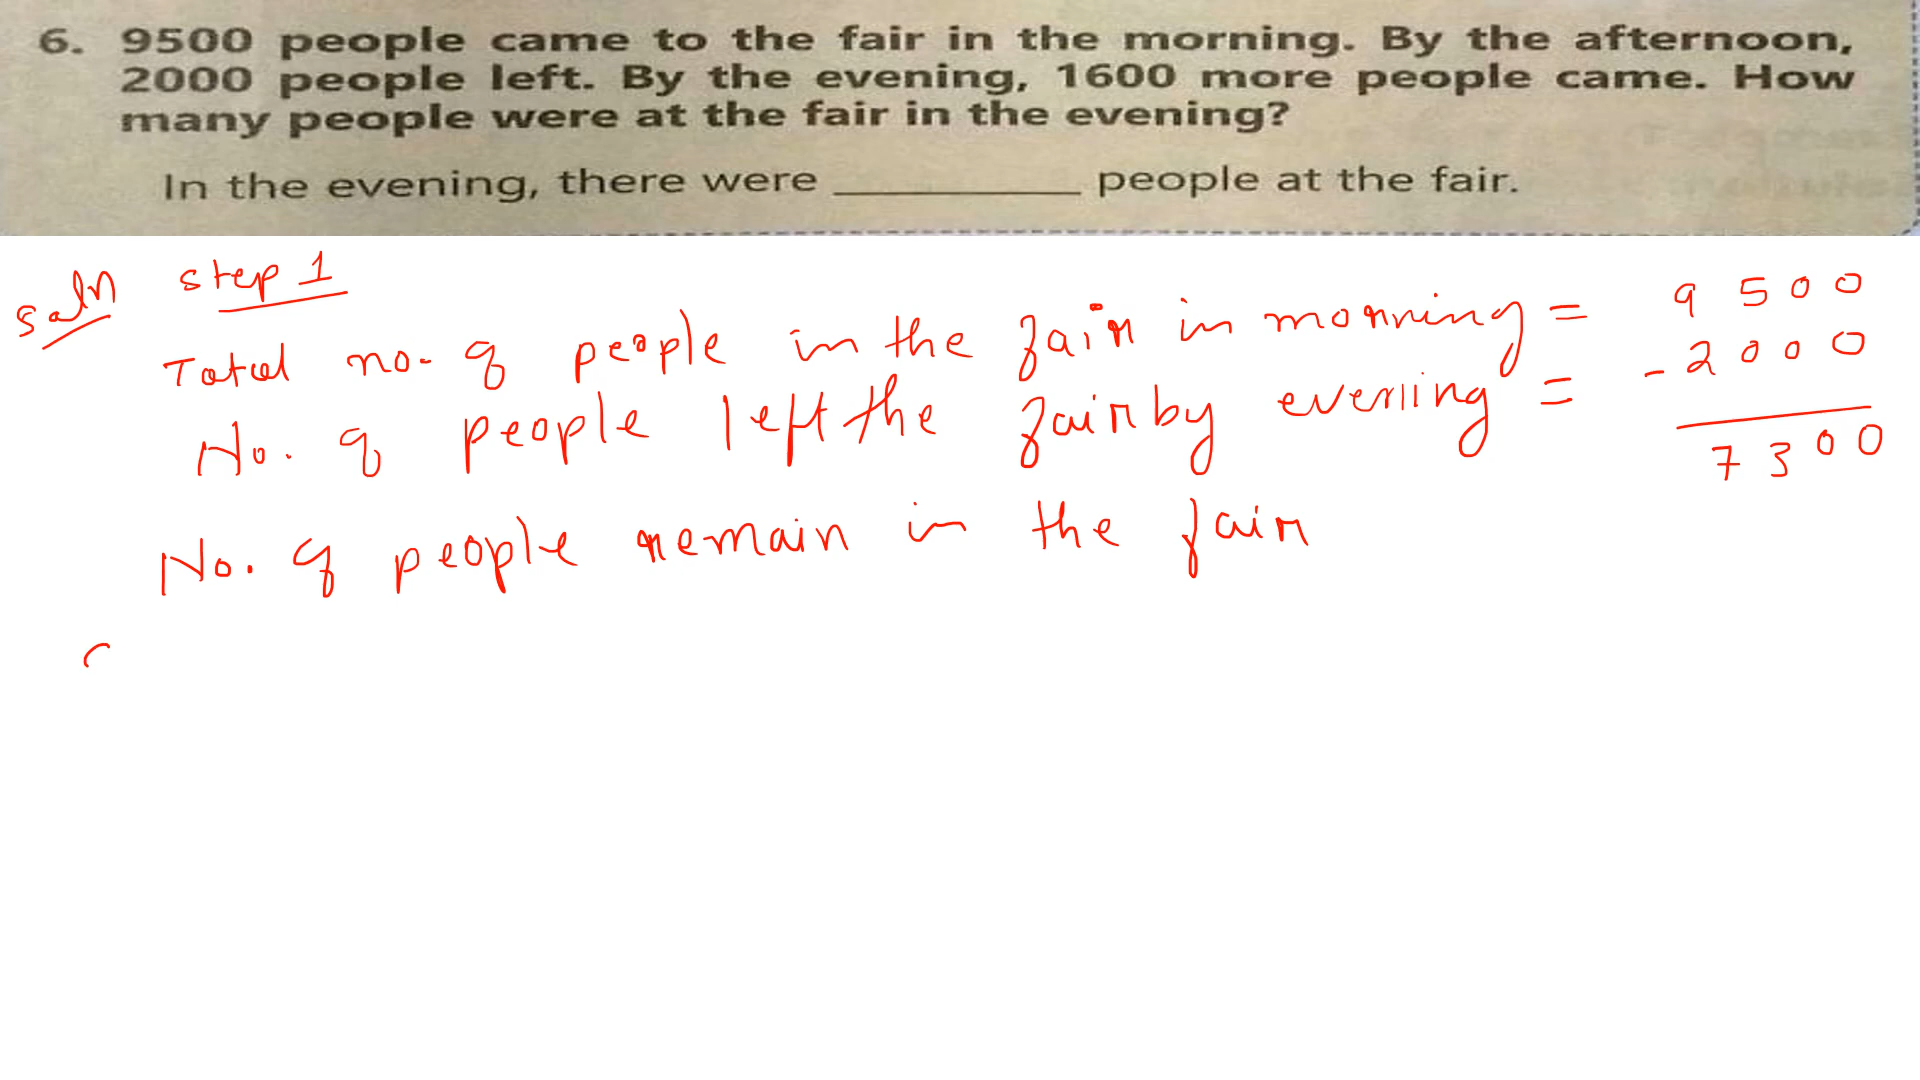 6. 9500 people came to the fair in the morning. By the afternoon,
2000 people left. By the evening, 1600 more people came. How
many people were at the fair in the evening?
In the evening, there were __________ people at the fair.
Soln step 1
Total no. of people in the fair in morning = 9500
No. of people left the fair by evening = - 2000
7300
No. of people remain in the fair